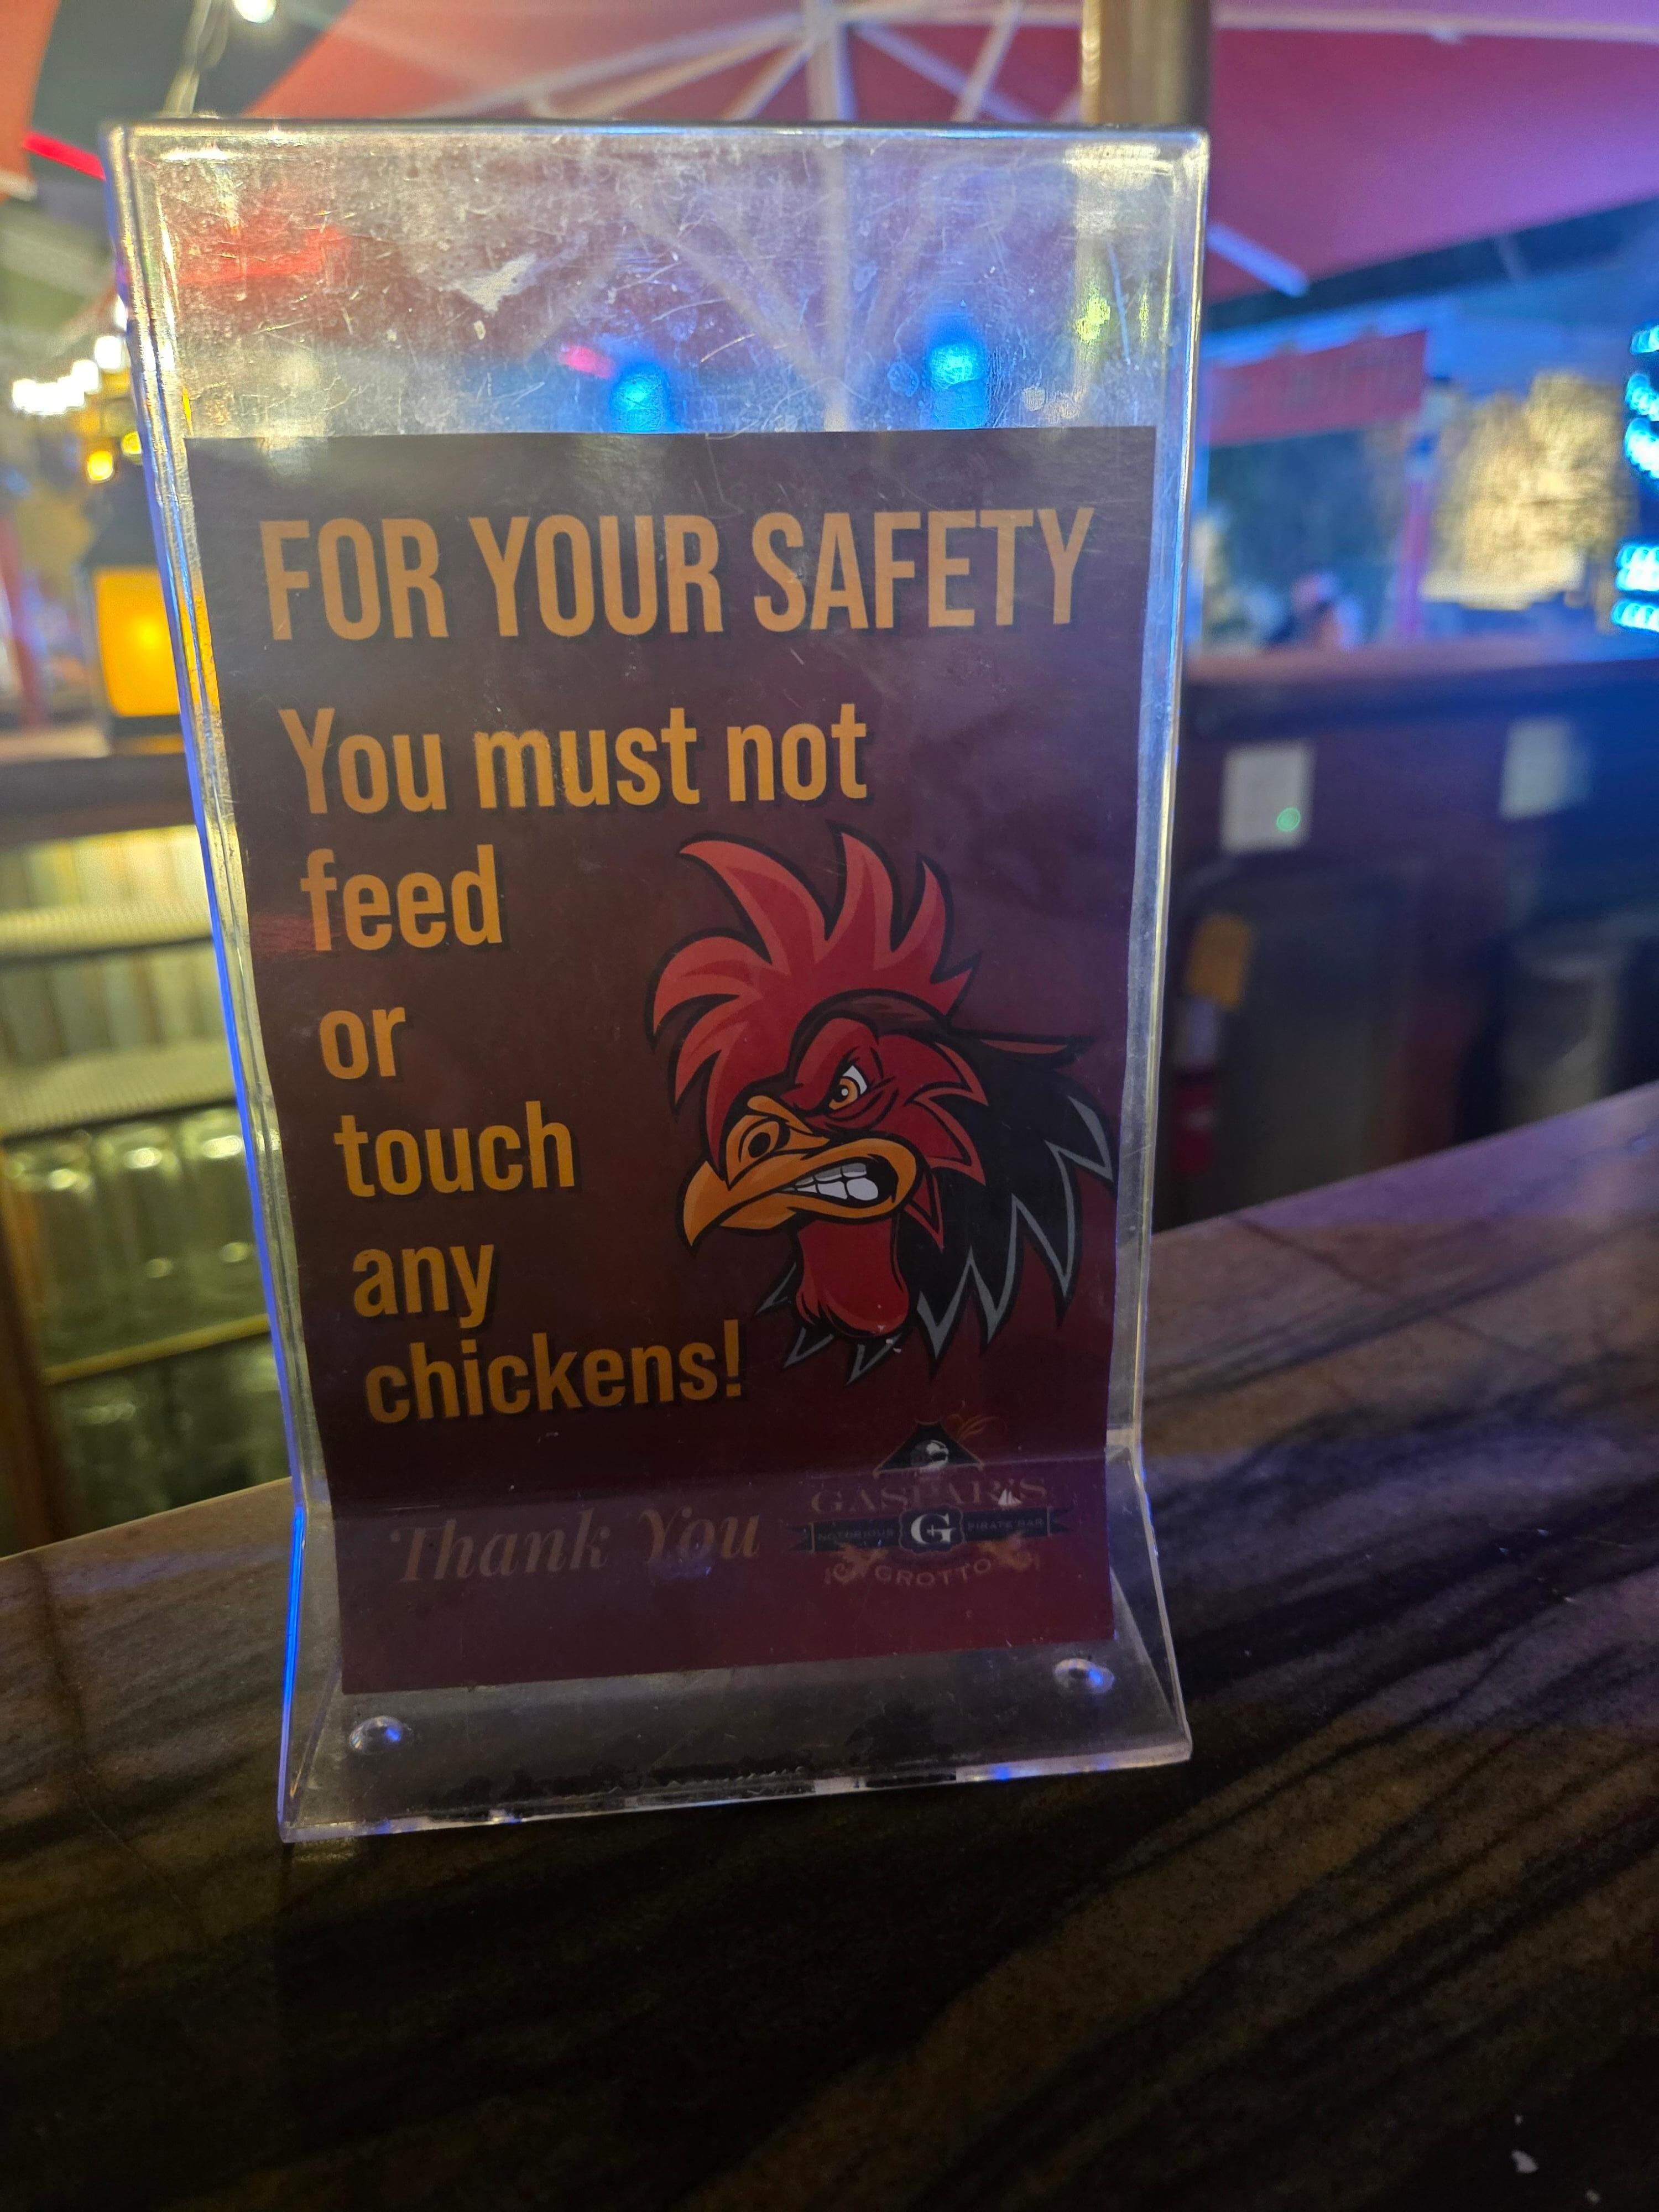 FOR YOUR SAFETY
You must not
feed
or
touch
any
chickens!
Thank You
GASPAR'S
NOTORIOUS G PIRATE BAR
GROTTO